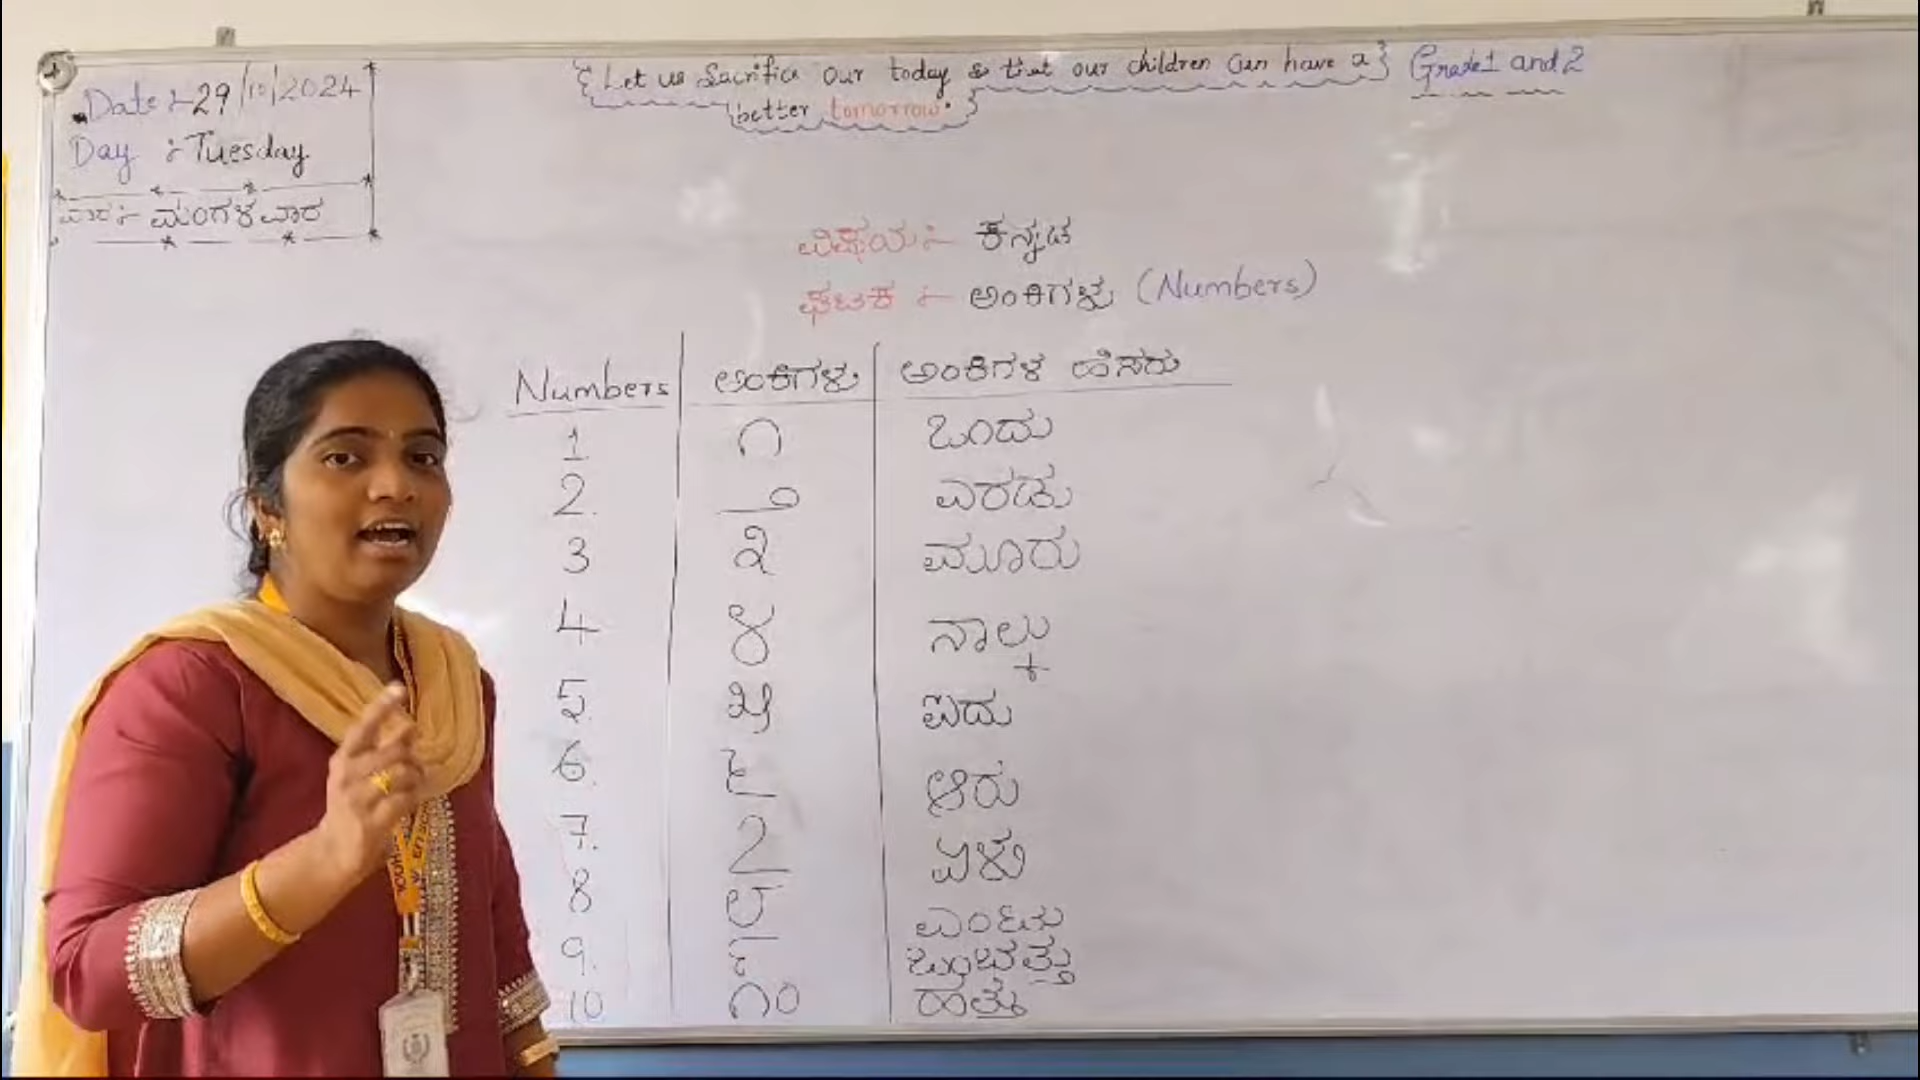 Date :- 29/10/2024
Day :- Tuesday
ವಾರ :- ಮಂಗಳವಾರ
{Let us Sacrifice our today so that our children can have a}
better tomorrow.}
Grade 1 and 2
ವಿಷಯ :- ಕನ್ನಡ
ಘಟಕ :- ಅಂಕಿಗಳು (Numbers)
Numbers ಅಂಕಿಗಳು ಅಂಕಿಗಳ ಹೆಸರು
1 ೧ ಒಂದು
2. ೨ ಎರಡು
3 ೩ ಮೂರು
4 ೪ ನಾಲ್ಕು
5. ೫ ಐದು
6. ೬ ಆರು
7. ೭ ಏಳು
8 ೮ ಎಂಟು
9. ೯ ಒಂಬತ್ತು
10 ೧೦ ಹತ್ತು